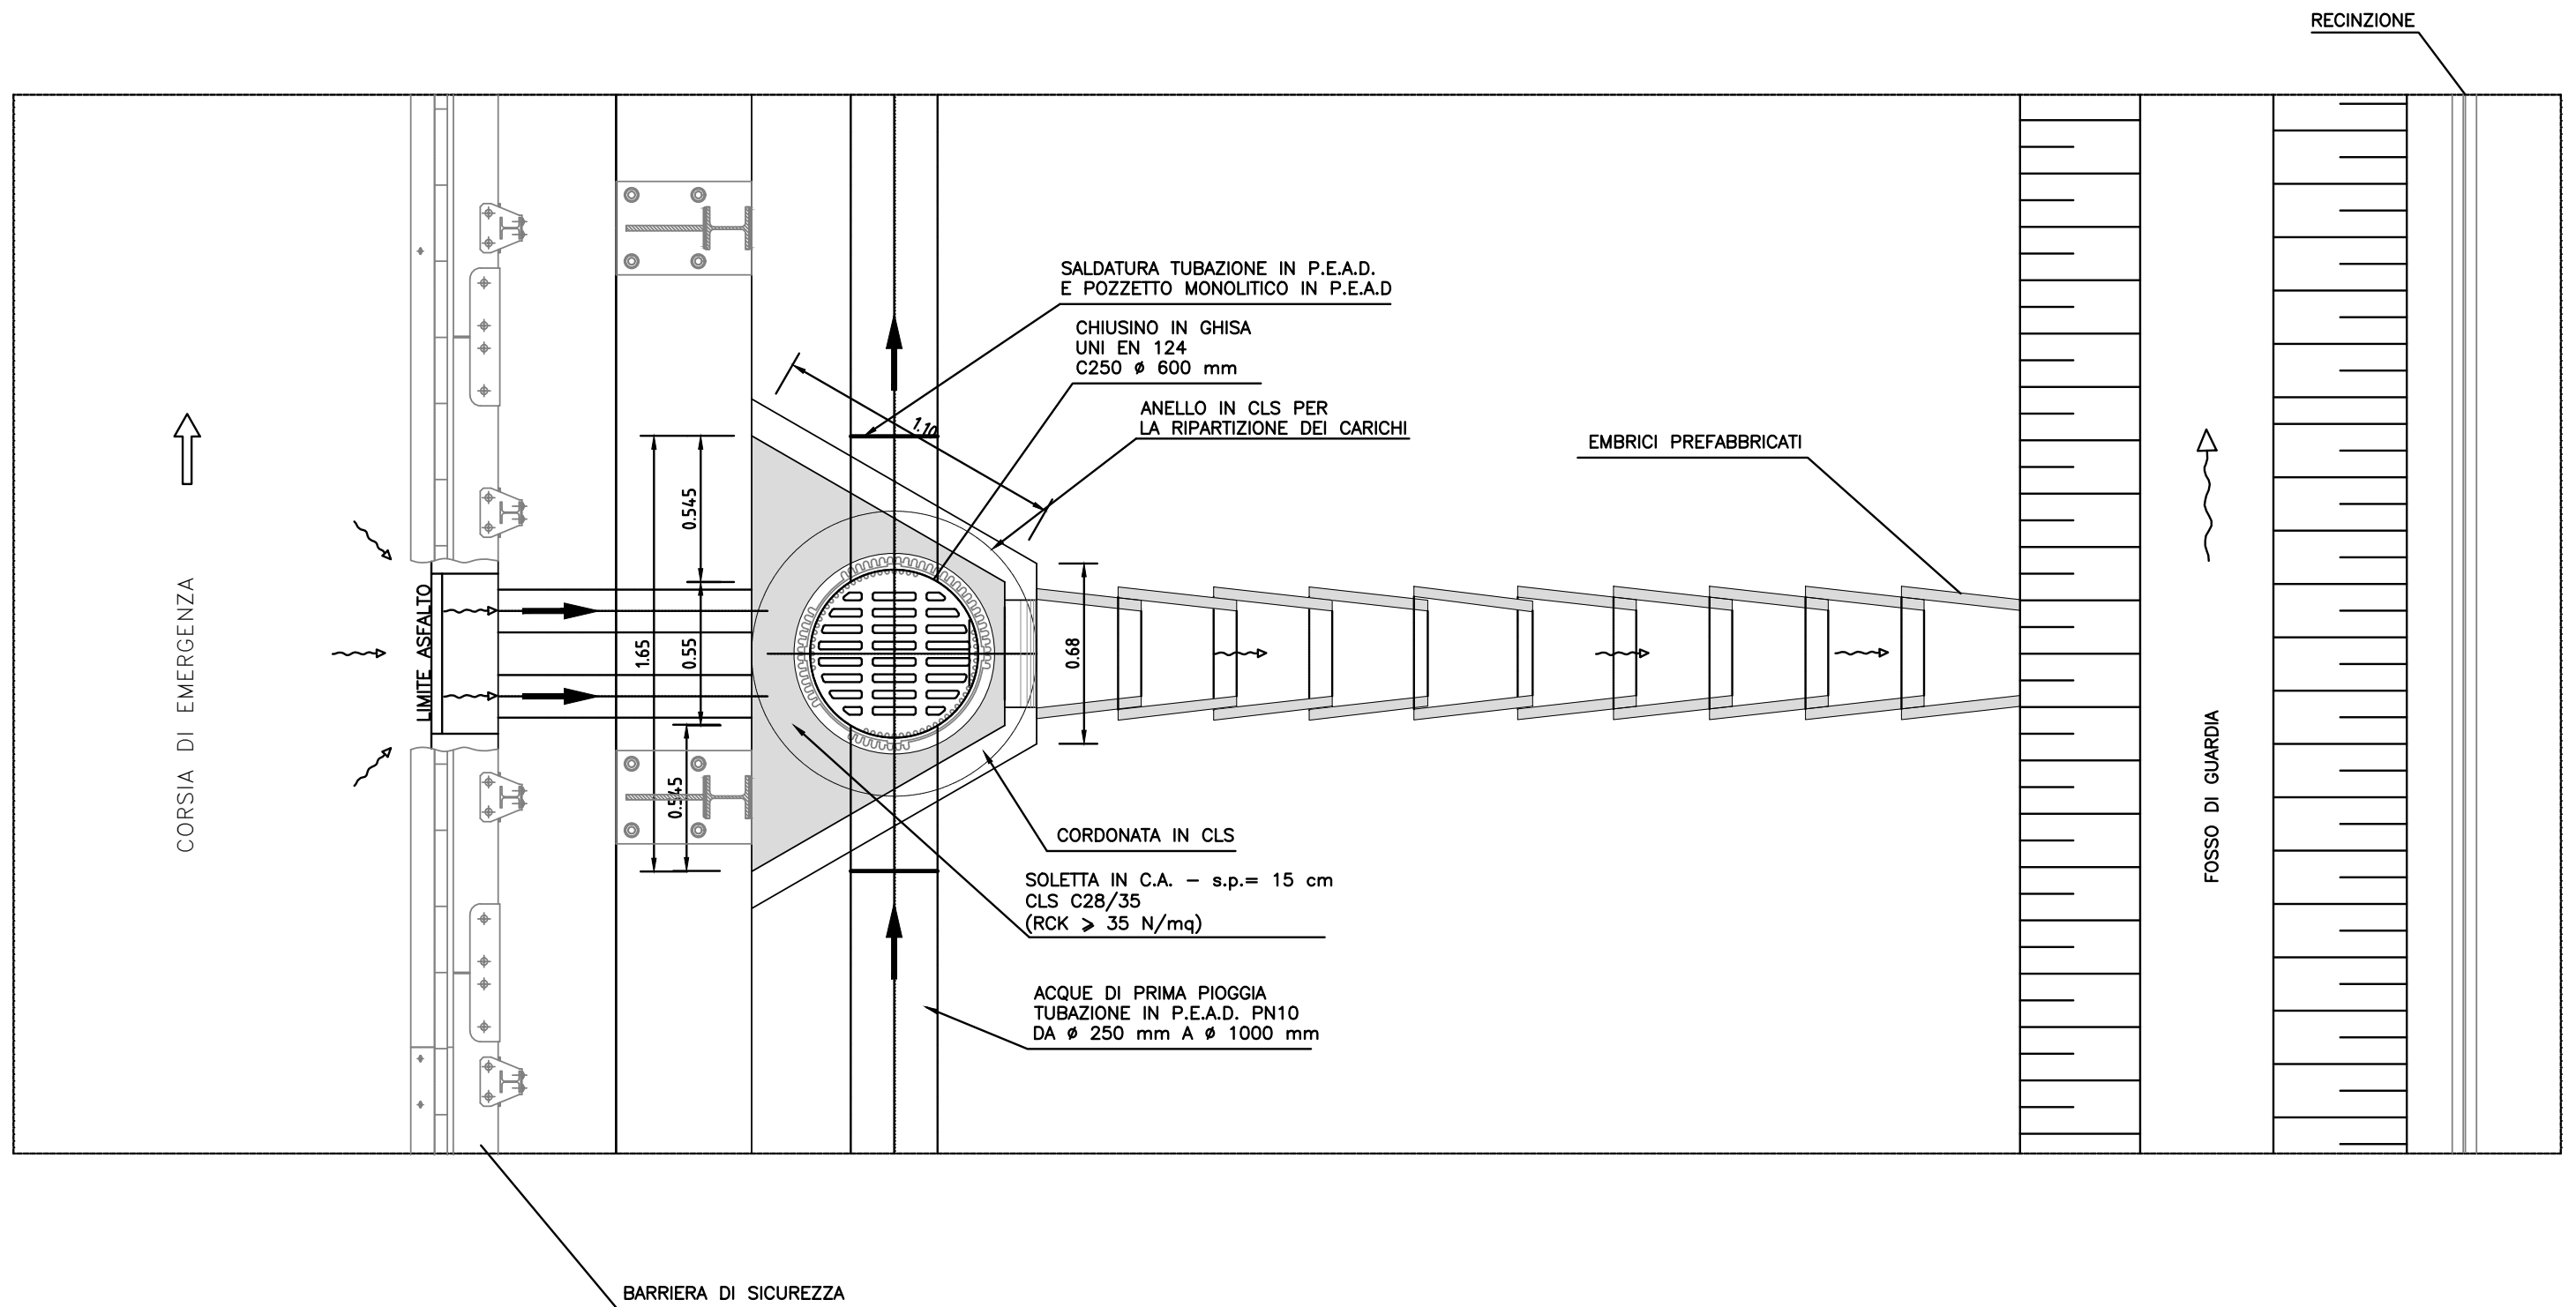 RECINZIONE
SALDATURA TUBAZIONE IN P.E.A.D.
E POZZETTO MONOLITICO IN P.E.A.D
CHIUSINO IN GHISA
UNI EN 124
C250 ø 600 mm
ANELLO IN CLS PER
LA RIPARTIZIONE DEI CARICHI
1.10
EMBRICI PREFABBRICATI
0.545
1.65
0.55
0.68
0.545
LIMITE ASFALTO
CORSIA DI EMERGENZA
FOSSO DI GUARDIA
CORDONATA IN CLS
SOLETTA IN C.A. - s.p.= 15 cm
CLS C28/35
(RCK ⩾ 35 N/mq)
ACQUE DI PRIMA PIOGGIA
TUBAZIONE IN P.E.A.D. PN10
DA ø 250 mm A ø 1000 mm
BARRIERA DI SICUREZZA